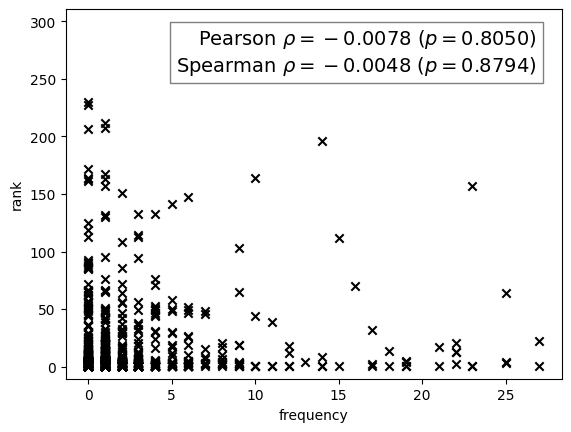 Pearson ρ = −0.0078 (p = 0.8050)
Spearman ρ = −0.0048 (p = 0.8794)
300
250
200
150
100
50
0
rank
0 5 10 15 20 25
frequency